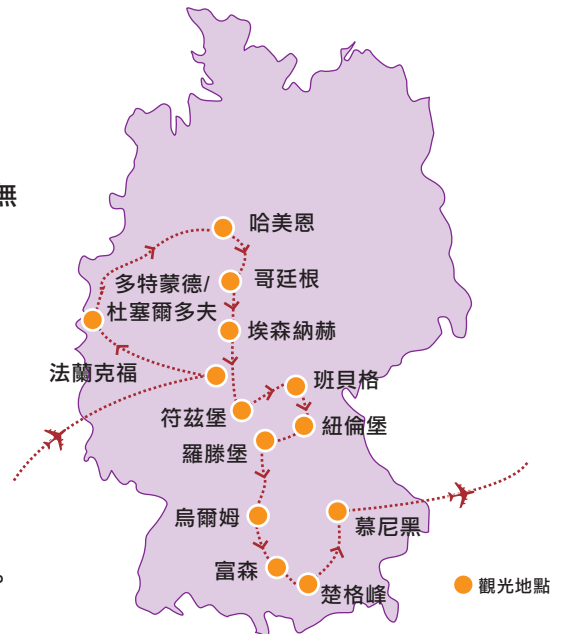 無
哈美恩
多特蒙德/
杜塞爾多夫
哥廷根
埃森納赫
法蘭克福
班貝格
符茲堡
紐倫堡
羅滕堡
烏爾姆
慕尼黑
富森
楚格峰
。
觀光地點